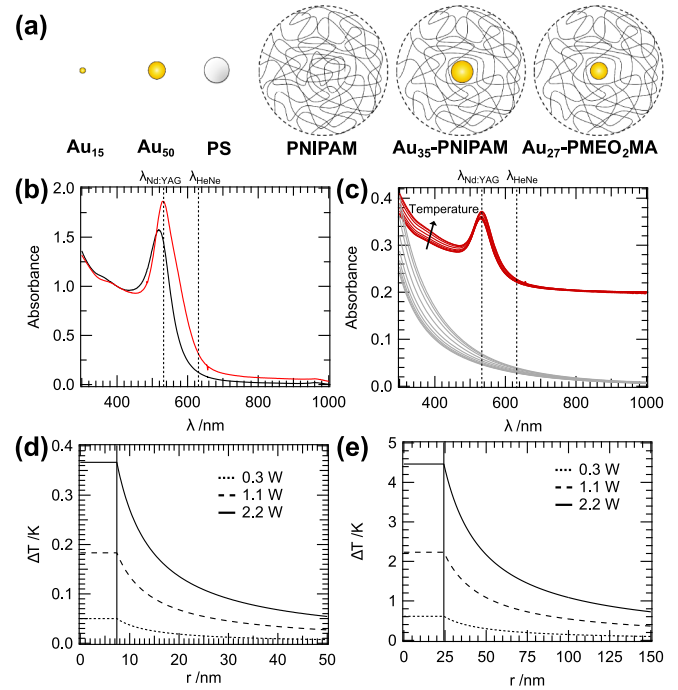 (a)
Au₁₅ Au₅₀ PS PNIPAM Au₃₅-PNIPAM Au₂₇-PMEO₂MA
(b)
λNd:YAG λHeNe
2.0
1.5
1.0
0.5
0.0
Absorbance
400 600 800 1000
λ /nm
(c)
λNd:YAG λHeNe
Temperature
0.4
0.3
0.2
0.1
0.0
Absorbance
400 600 800 1000
λ /nm
(d)
0.4
0.3
0.2
0.1
0.0
ΔT /K
0.3 W
1.1 W
2.2 W
0 10 20 30 40 50
r /nm
(e)
5
4
3
2
1
0
ΔT /K
0.3 W
1.1 W
2.2 W
0 25 50 75 100 125 150
r /nm